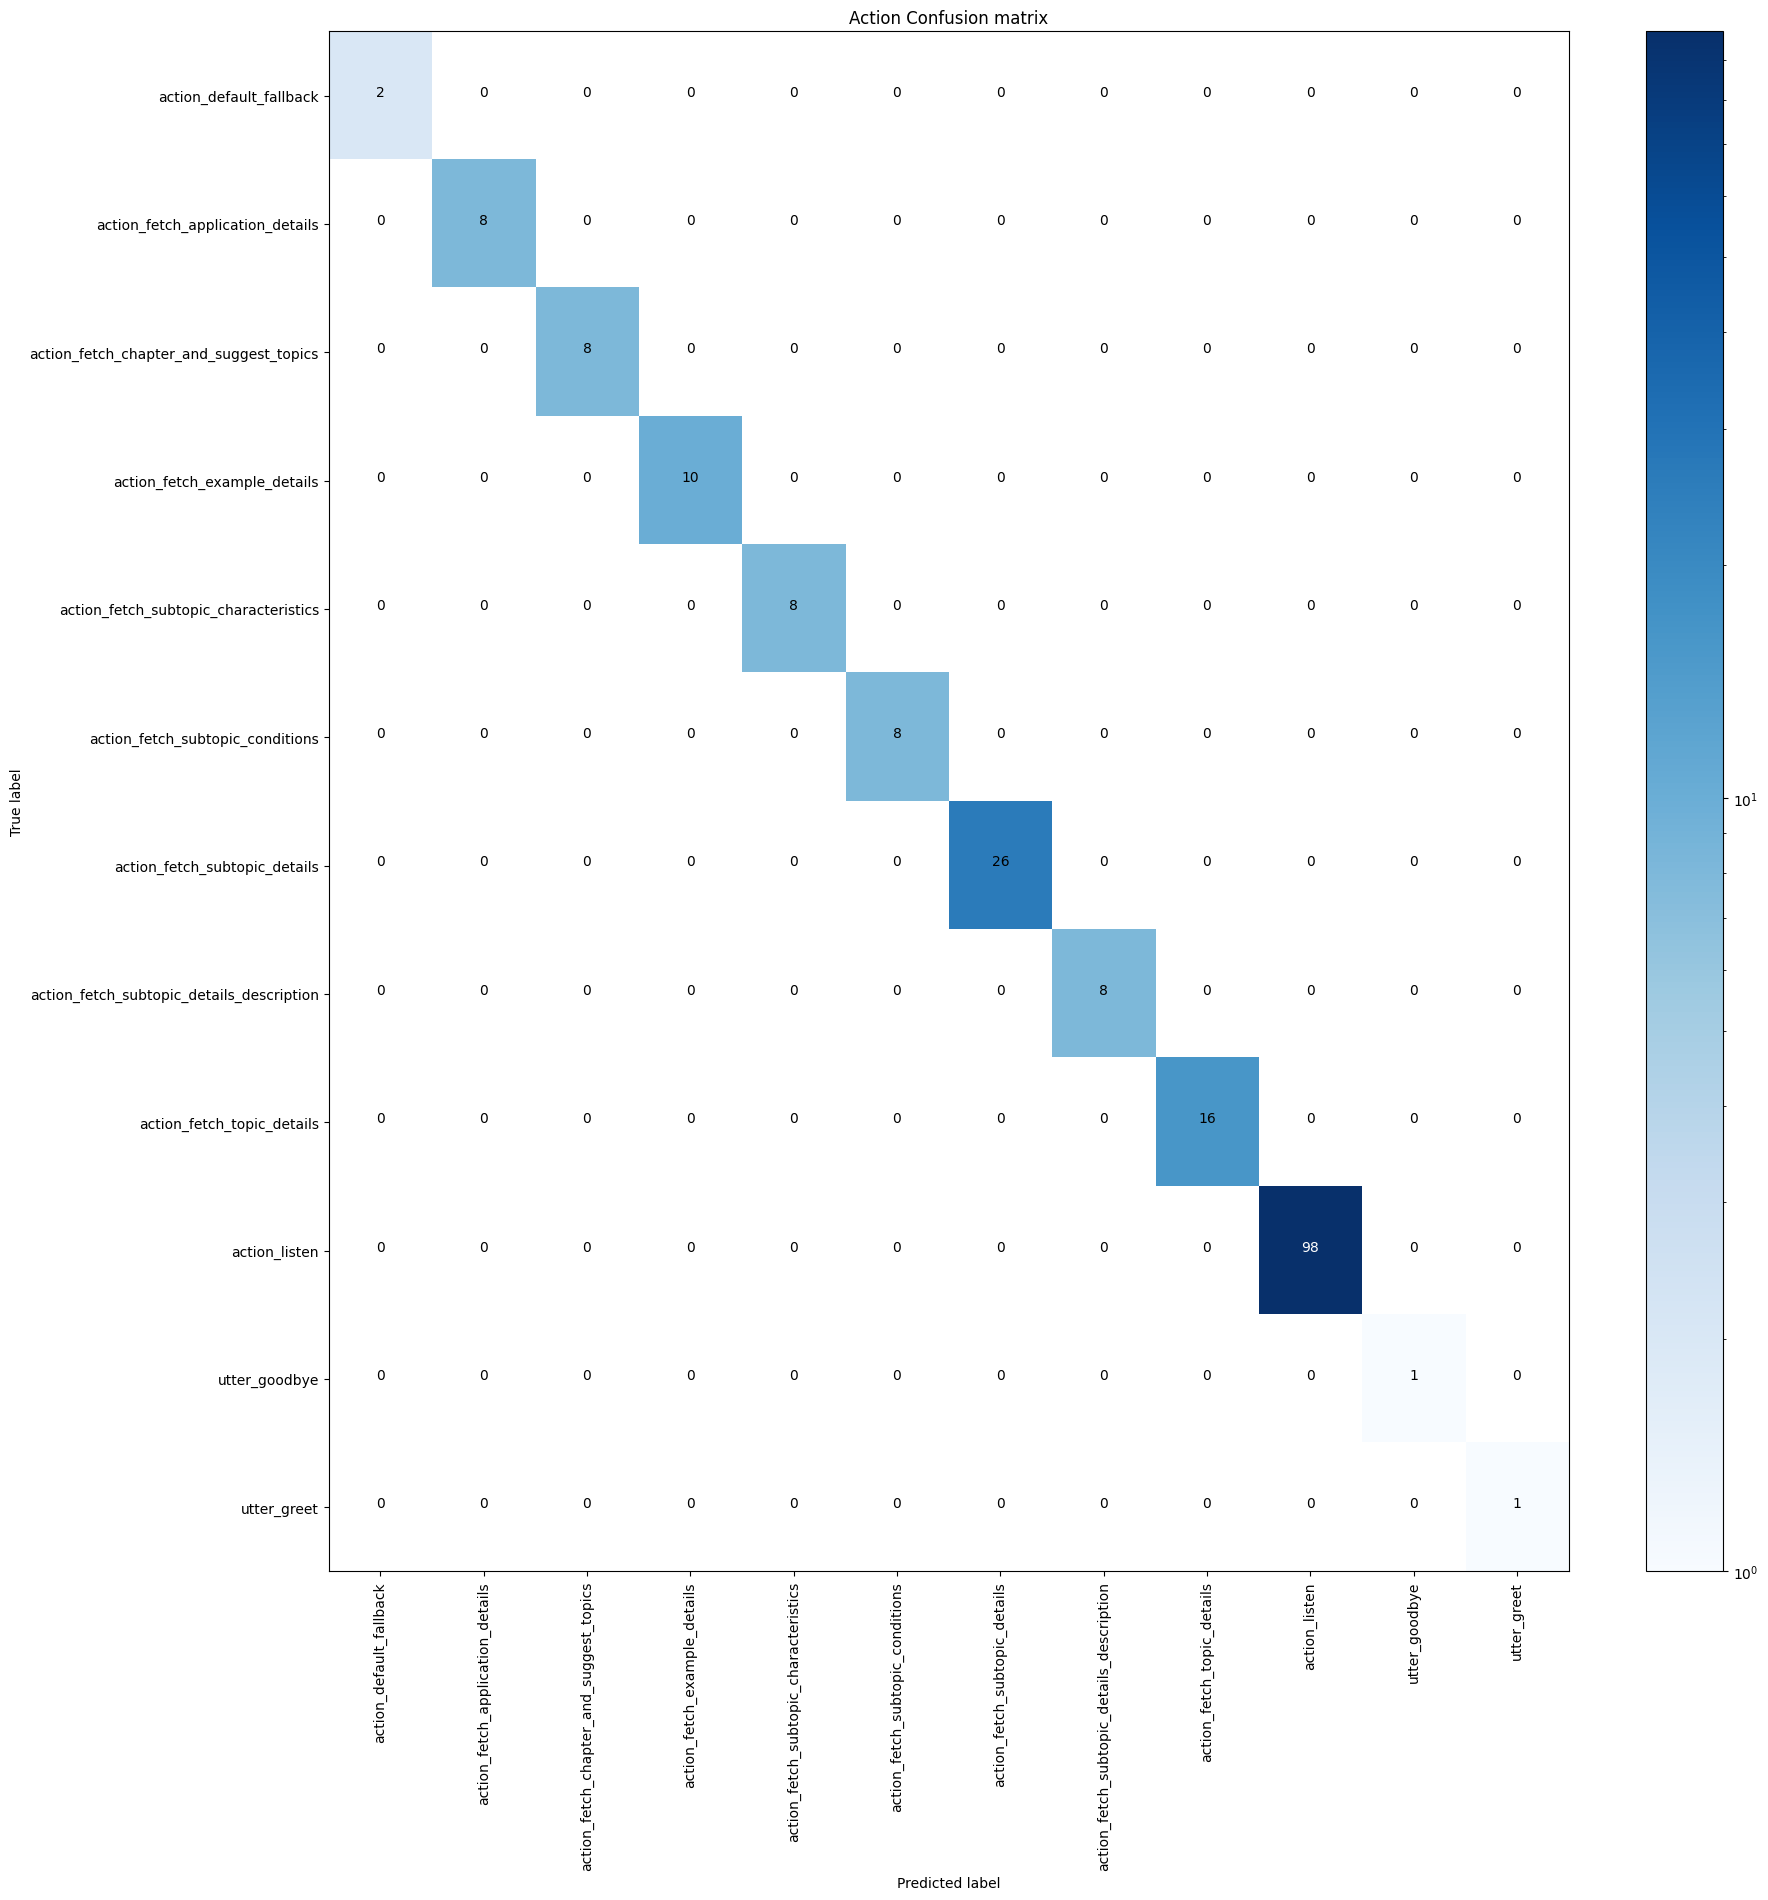 Action Confusion matrix
action_default_fallback 2 0 0 0 0 0 0 0 0 0 0 0
action_fetch_application_details 0 8 0 0 0 0 0 0 0 0 0 0
action_fetch_chapter_and_suggest_topics 0 0 8 0 0 0 0 0 0 0 0 0
action_fetch_example_details 0 0 0 10 0 0 0 0 0 0 0 0
action_fetch_subtopic_characteristics 0 0 0 0 8 0 0 0 0 0 0 0
action_fetch_subtopic_conditions 0 0 0 0 0 8 0 0 0 0 0 0
True label
action_fetch_subtopic_details 0 0 0 0 0 0 26 0 0 0 0 0
action_fetch_subtopic_details_description 0 0 0 0 0 0 0 8 0 0 0 0
action_fetch_topic_details 0 0 0 0 0 0 0 0 16 0 0 0
action_listen 0 0 0 0 0 0 0 0 0 98 0 0
utter_goodbye 0 0 0 0 0 0 0 0 0 0 1 0
utter_greet 0 0 0 0 0 0 0 0 0 0 0 1
10¹
10⁰
action_default_fallback
action_fetch_application_details
action_fetch_chapter_and_suggest_topics
action_fetch_example_details
action_fetch_subtopic_characteristics
action_fetch_subtopic_conditions
action_fetch_subtopic_details
action_fetch_subtopic_details_description
action_fetch_topic_details
action_listen
utter_goodbye
utter_greet
Predicted label